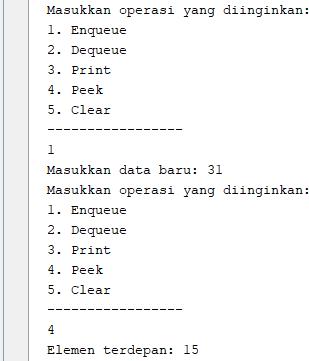 Masukkan operasi yang diinginkan:
1. Enqueue
2. Dequeue
3. Print
4. Peek
5. Clear
-----------------
1
Masukkan data baru: 31
Masukkan operasi yang diinginkan:
1. Enqueue
2. Dequeue
3. Print
4. Peek
5. Clear
-----------------
4
Elemen terdepan: 15